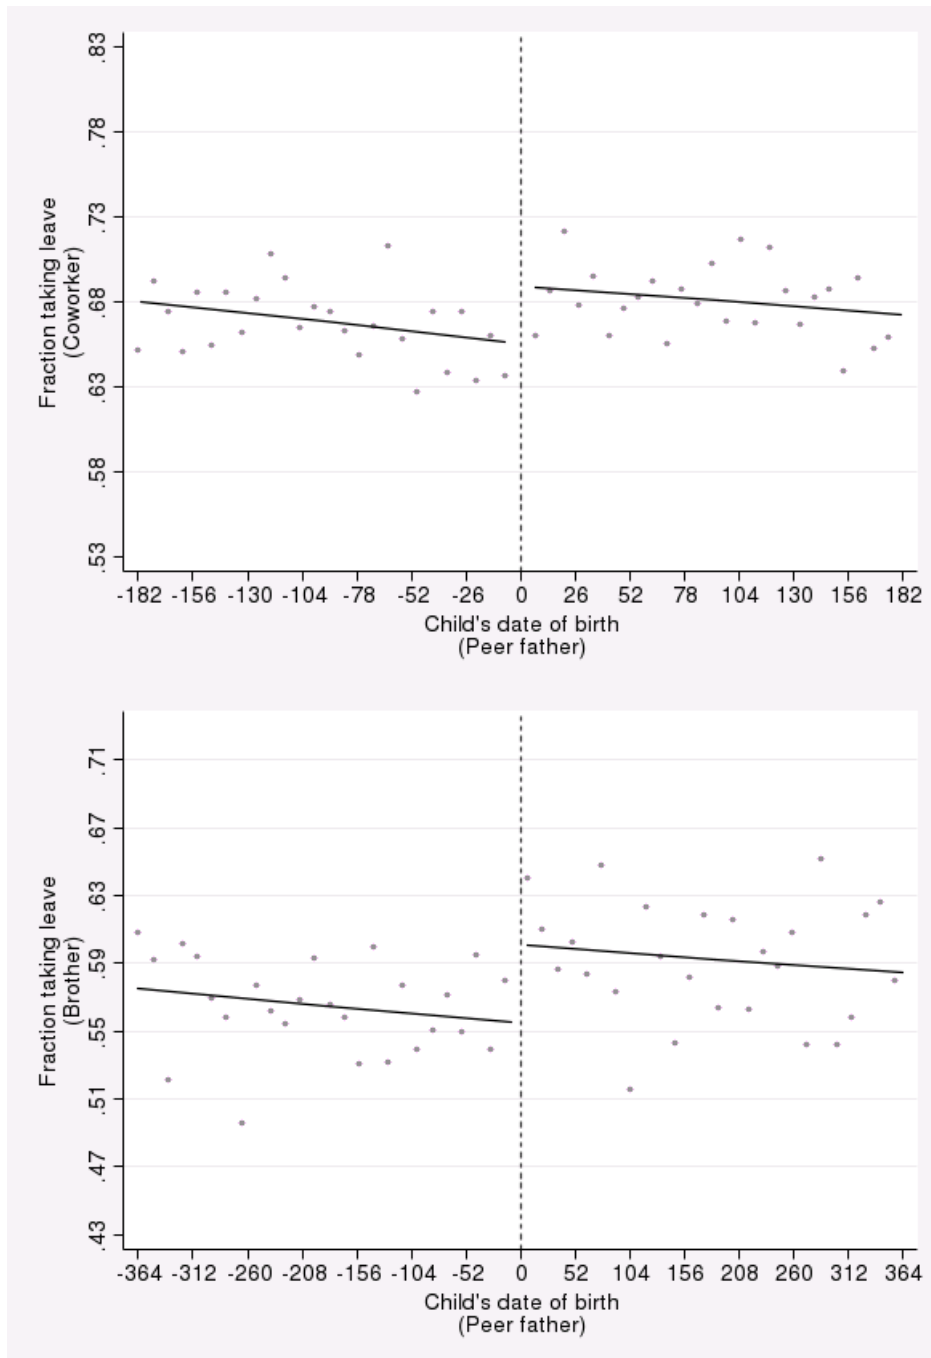 .83
.78
.73
.68
.63
.58
.53
Fraction taking leave
(Coworker)
-182 -156 -130 -104 -78 -52 -26 0 26 52 78 104 130 156 182
Child's date of birth
(Peer father)
.71
.67
.63
.59
.55
.51
.47
.43
Fraction taking leave
(Brother)
-364 -312 -260 -208 -156 -104 -52 0 52 104 156 208 260 312 364
Child's date of birth
(Peer father)